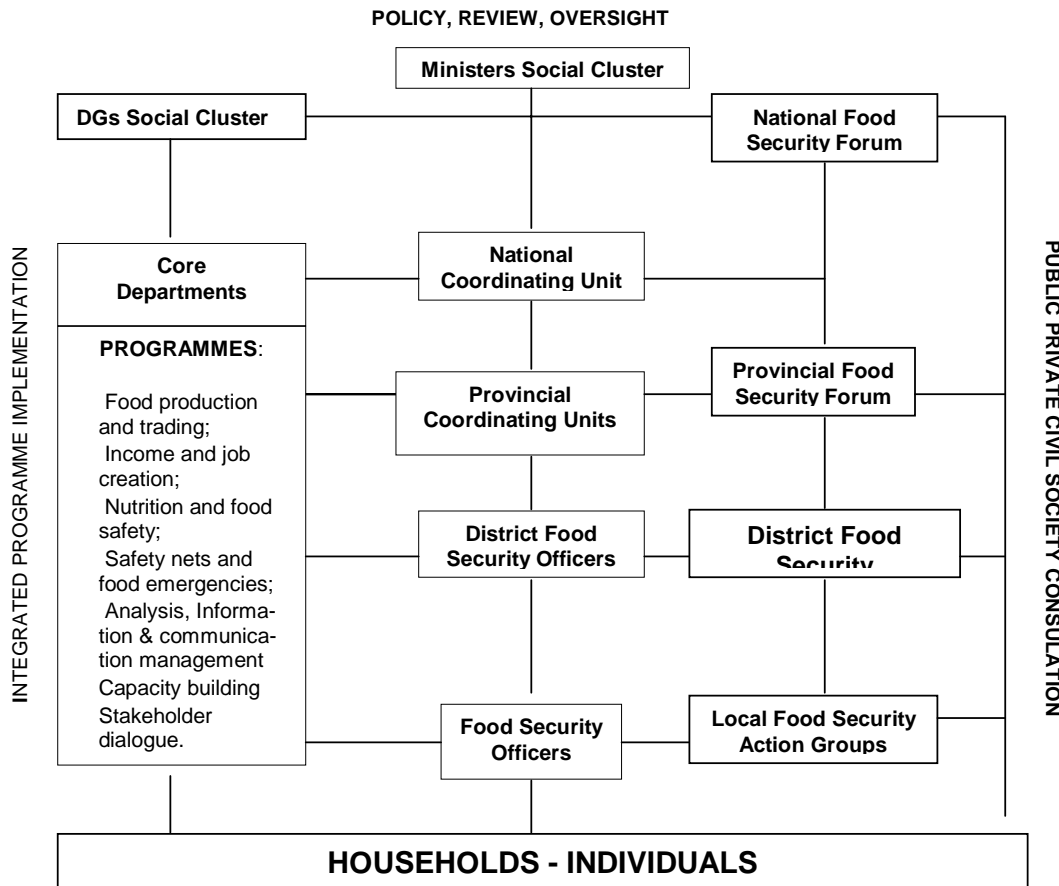 POLICY, REVIEW, OVERSIGHT
Ministers Social Cluster
DGs Social Cluster
National Food
Security Forum
INTEGRATED PROGRAMME IMPLEMENTATION
Core
Departments
National
Coordinating Unit
PUBLIC PRIVATE CIVIL SOCIETY CONSULATION
PROGRAMMES:
Food production
and trading;
Income and job
creation;
Nutrition and food
safety;
Safety nets and
food emergencies;
Analysis, Informa-
tion & communica-
tion management
Capacity building
Stakeholder
dialogue.
Provincial
Coordinating Units
Provincial Food
Security Forum
District Food
Security Officers
District Food
Security
Food Security
Officers
Local Food Security
Action Groups
HOUSEHOLDS - INDIVIDUALS